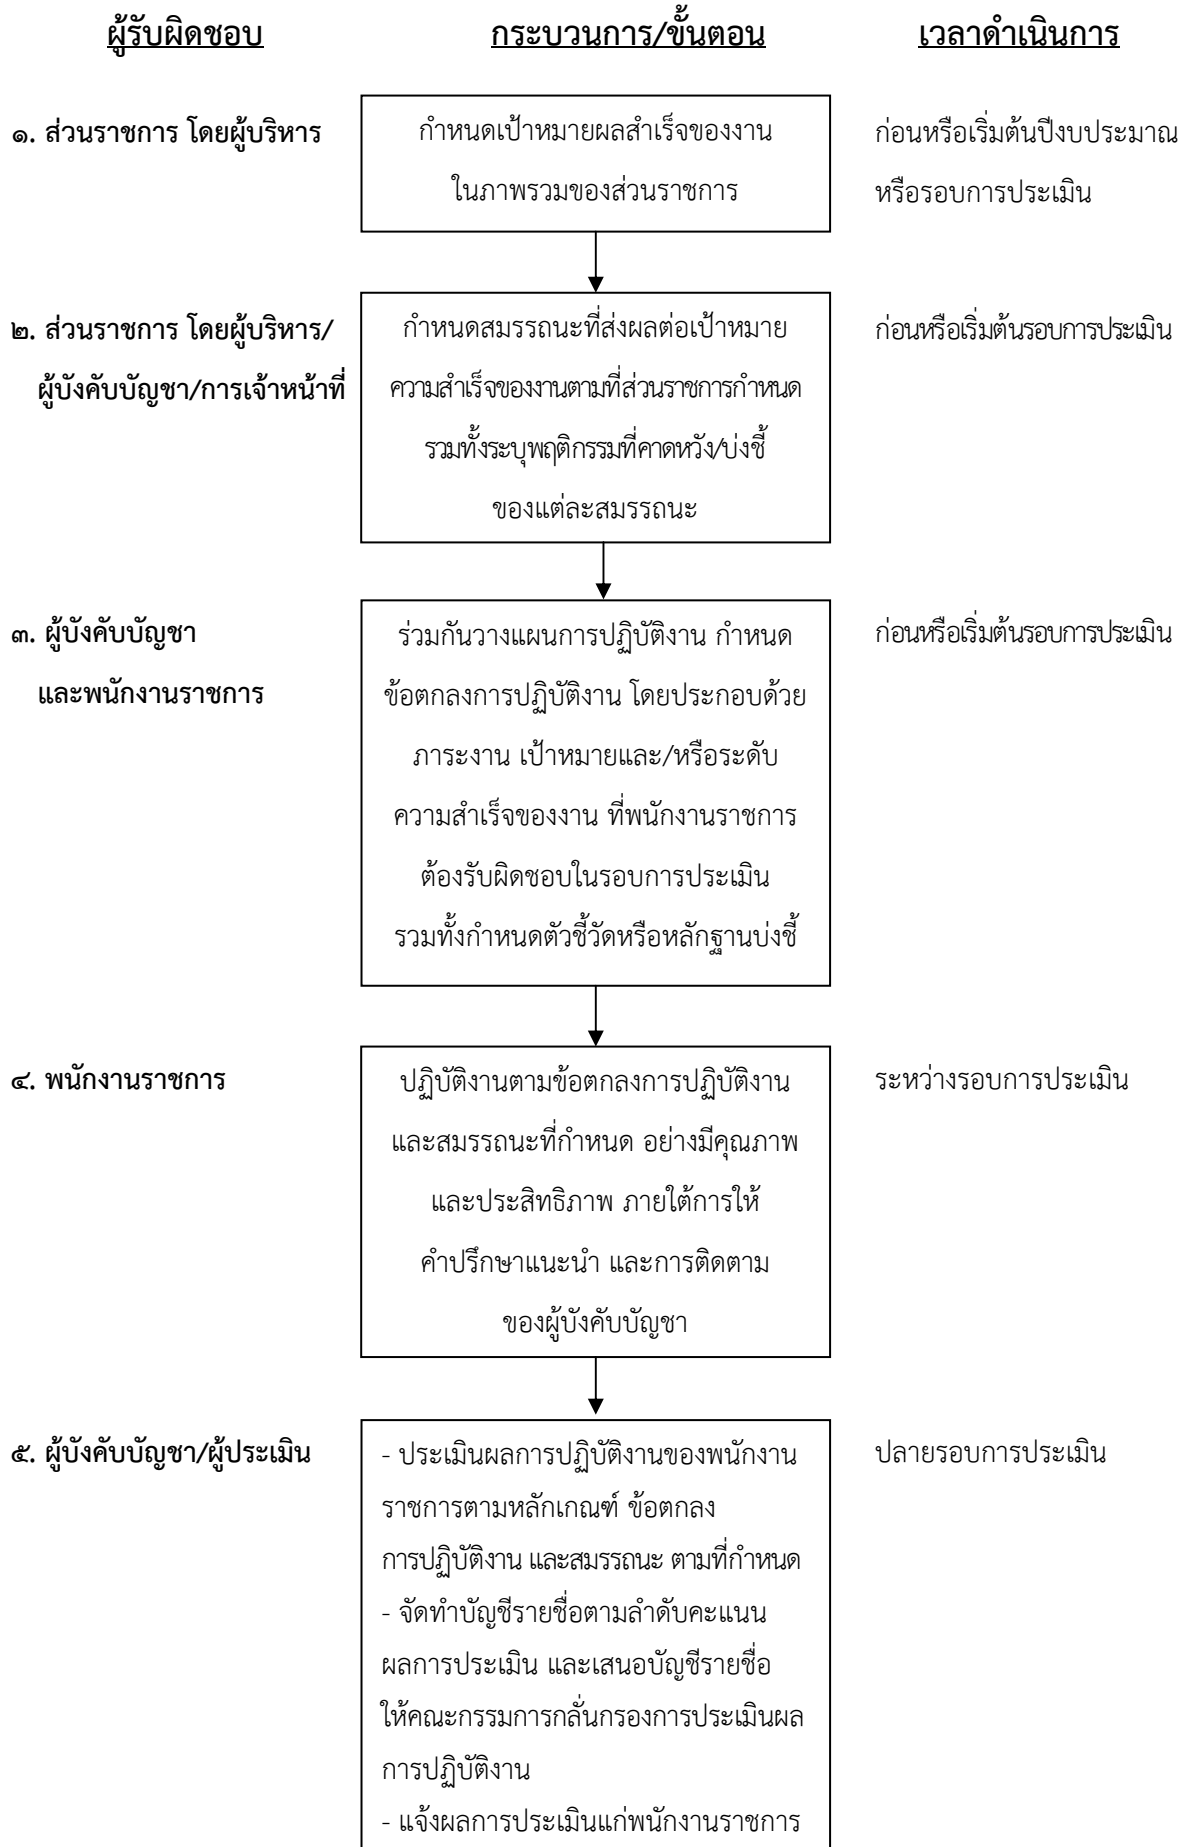 ผู้รับผิดชอบ กระบวนการ/ขั้นตอน เวลาดำเนินการ
๑. ส่วนราชการ โดยผู้บริหาร
กำหนดเป้าหมายผลสำเร็จของงาน
ในภาพรวมของส่วนราชการ
ก่อนหรือเริ่มต้นปีงบประมาณ
หรือรอบการประเมิน
๒. ส่วนราชการ โดยผู้บริหาร/
ผู้บังคับบัญชา/การเจ้าหน้าที่
กำหนดสมรรถนะที่ส่งผลต่อเป้าหมาย
ความสำเร็จของงานตามที่ส่วนราชการกำหนด
รวมทั้งระบุพฤติกรรมที่คาดหวัง/บ่งชี้
ของแต่ละสมรรถนะ
ก่อนหรือเริ่มต้นรอบการประเมิน
๓. ผู้บังคับบัญชา
และพนักงานราชการ
ร่วมกันวางแผนการปฏิบัติงาน กำหนด
ข้อตกลงการปฏิบัติงาน โดยประกอบด้วย
ภาระงาน เป้าหมายและ/หรือระดับ
ความสำเร็จของงาน ที่พนักงานราชการ
ต้องรับผิดชอบในรอบการประเมิน
รวมทั้งกำหนดตัวชี้วัดหรือหลักฐานบ่งชี้
ก่อนหรือเริ่มต้นรอบการประเมิน
๔. พนักงานราชการ
ปฏิบัติงานตามข้อตกลงการปฏิบัติงาน
และสมรรถนะที่กำหนด อย่างมีคุณภาพ
และประสิทธิภาพ ภายใต้การให้
คำปรึกษาแนะนำ และการติดตาม
ของผู้บังคับบัญชา
ระหว่างรอบการประเมิน
๕. ผู้บังคับบัญชา/ผู้ประเมิน
- ประเมินผลการปฏิบัติงานของพนักงาน
ราชการตามหลักเกณฑ์ ข้อตกลง
การปฏิบัติงาน และสมรรถนะ ตามที่กำหนด
- จัดทำบัญชีรายชื่อตามลำดับคะแนน
ผลการประเมิน และเสนอบัญชีรายชื่อ
ให้คณะกรรมการกลั่นกรองการประเมินผล
การปฏิบัติงาน
- แจ้งผลการประเมินแก่พนักงานราชการ
ปลายรอบการประเมิน